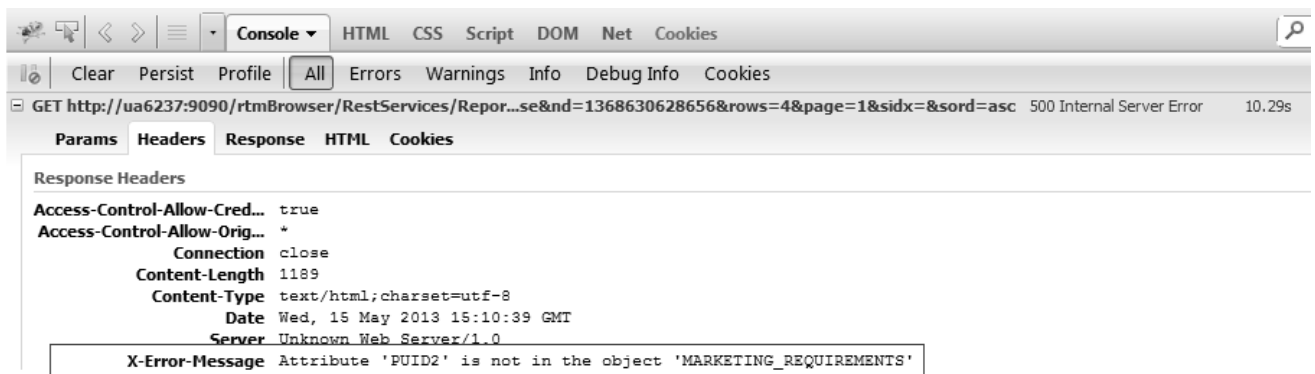 Console HTML CSS Script DOM Net Cookies
Clear Persist Profile All Errors Warnings Info Debug Info Cookies
GET http://ua6237:9090/rtmBrowser/RestServices/Repor...se&nd=1368630628656&rows=4&page=1&sidx=&sord=asc 500 Internal Server Error 10.29s
Params Headers Response HTML Cookies
Response Headers
Access-Control-Allow-Cred... true
Access-Control-Allow-Orig... *
Connection close
Content-Length 1189
Content-Type text/html;charset=utf-8
Date Wed, 15 May 2013 15:10:39 GMT
Server Unknown Web Server/1.0
X-Error-Message Attribute 'PUID2' is not in the object 'MARKETING_REQUIREMENTS'